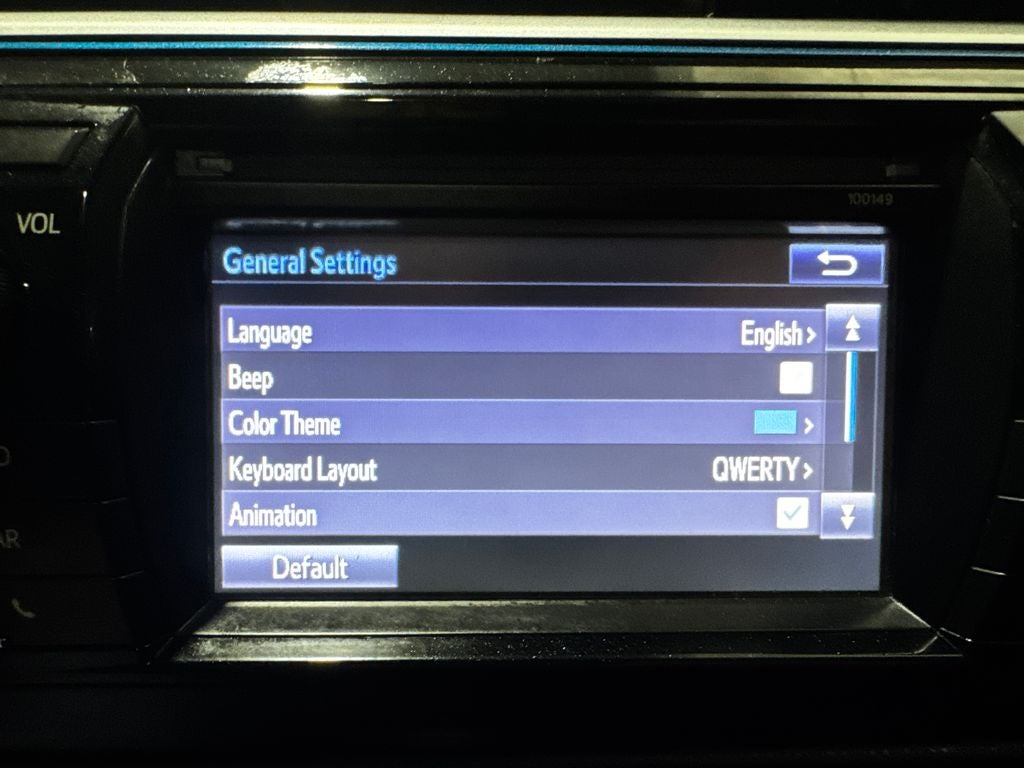 100149
VOL
General Settings
Language English >
Beep
Color Theme >
Keyboard Layout QWERTY >
Animation
Default